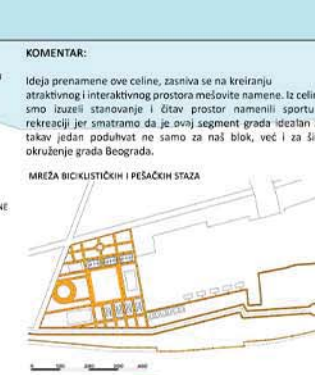 KOMENTAR:
Ideja prenamene ove celine, zasniva se na kreiranju
atraktivnog i interaktivnog prostora mešovite namene. Iz celin
smo izuzeli stanovanje i čitav prostor namenili sportu
rekreaciji jer smatramo da je ovaj segment grada idealan
takav jedan poduhvat ne samo za naš blok, već i za ši
okruženje grada Beograda.
MREŽA BICIKLISTIČKIH I PEŠAČKIH STAZA
NE